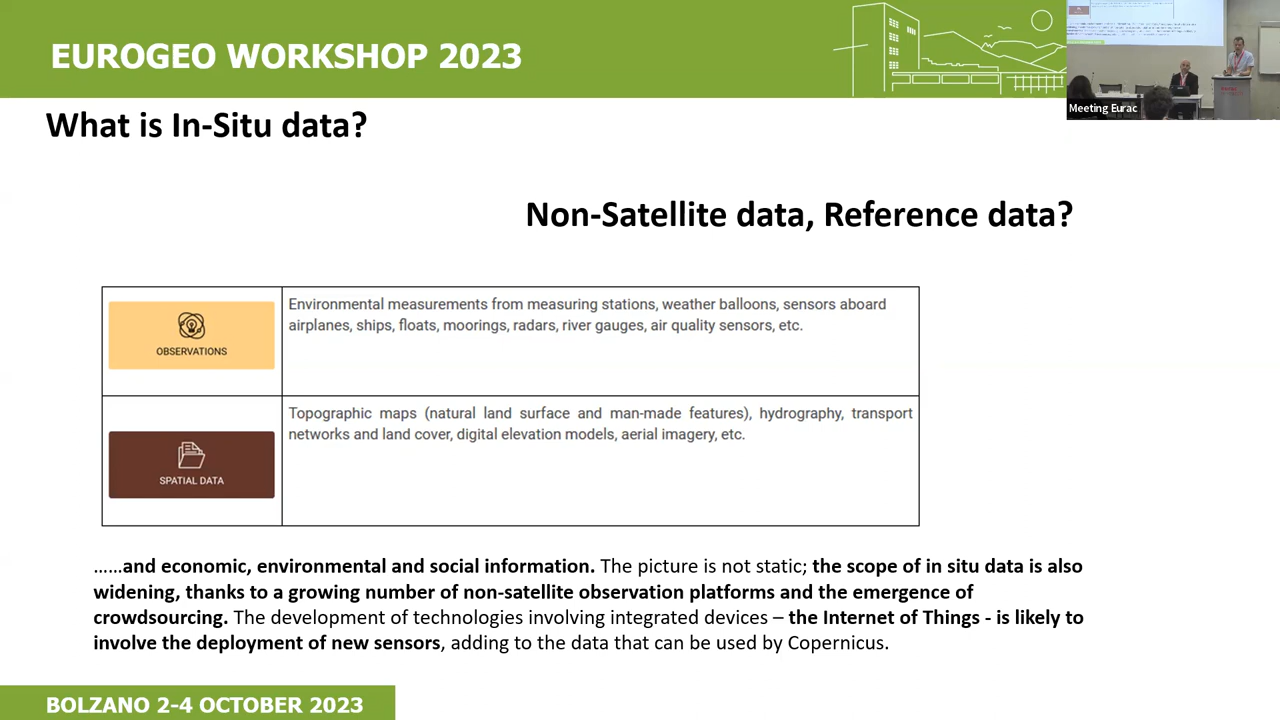 EUROGEO WORKSHOP 2023
Meeting Eurac
What is In-Situ data?
Non-Satellite data, Reference data?
OBSERVATIONS
Environmental measurements from measuring stations, weather balloons, sensors aboard
airplanes, ships, floats, moorings, radars, river gauges, air quality sensors, etc.
SPATIAL DATA
Topographic maps (natural land surface and man-made features), hydrography, transport
networks and land cover, digital elevation models, aerial imagery, etc.
……and economic, environmental and social information. The picture is not static; the scope of in situ data is also
widening, thanks to a growing number of non-satellite observation platforms and the emergence of
crowdsourcing. The development of technologies involving integrated devices – the Internet of Things - is likely to
involve the deployment of new sensors, adding to the data that can be used by Copernicus.
BOLZANO 2-4 OCTOBER 2023